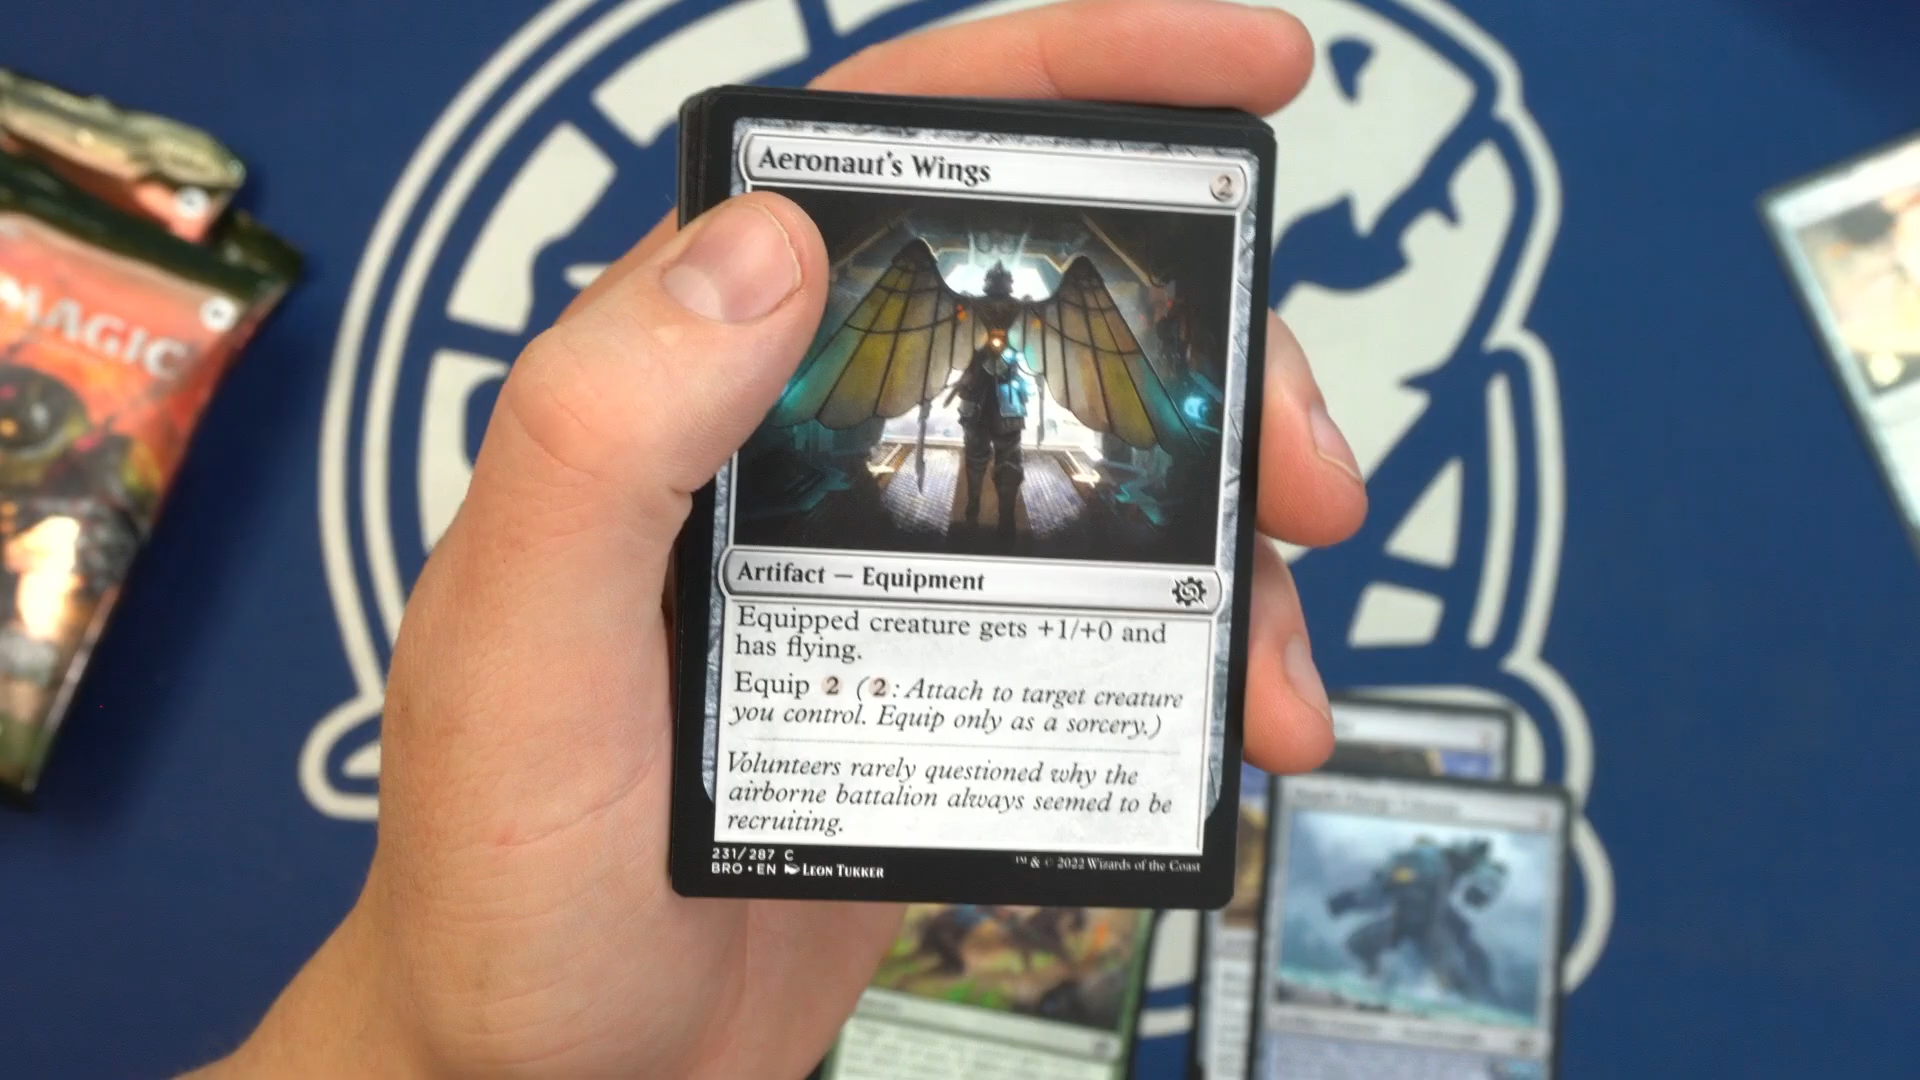 MAGIC
Aeronaut's Wings
2
Artifact — Equipment
Equipped creature gets +1/+0 and
has flying.
Equip 2 (2: Attach to target creature
you control. Equip only as a sorcery.)
Volunteers rarely questioned why the
airborne battalion always seemed to be
recruiting.
231/287 C
BRO • EN LEON TUKKER
™ & © 2022 Wizards of the Coast